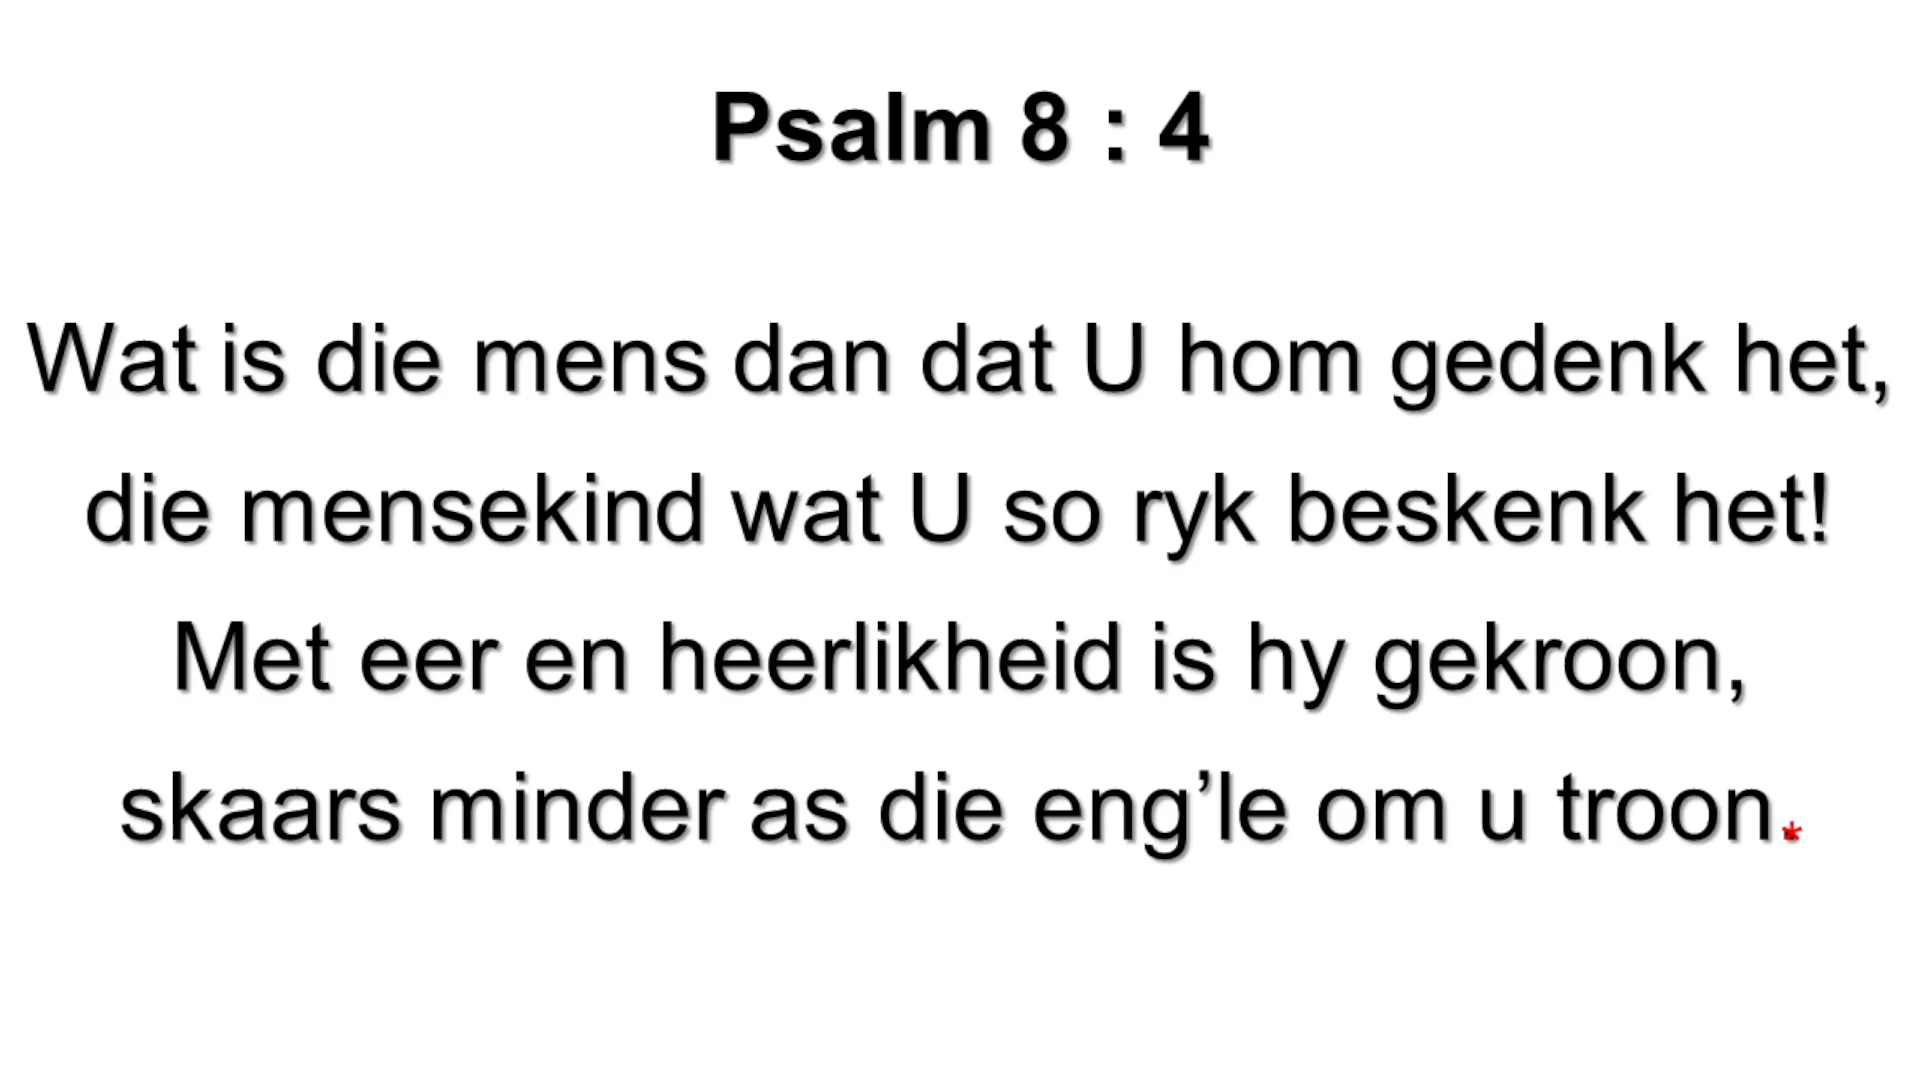 Psalm 8 : 4
Wat is die mens dan dat U hom gedenk het,
die mensekind wat U so ryk beskenk het!
Met eer en heerlikheid is hy gekroon,
skaars minder as die eng’le om u troon.*